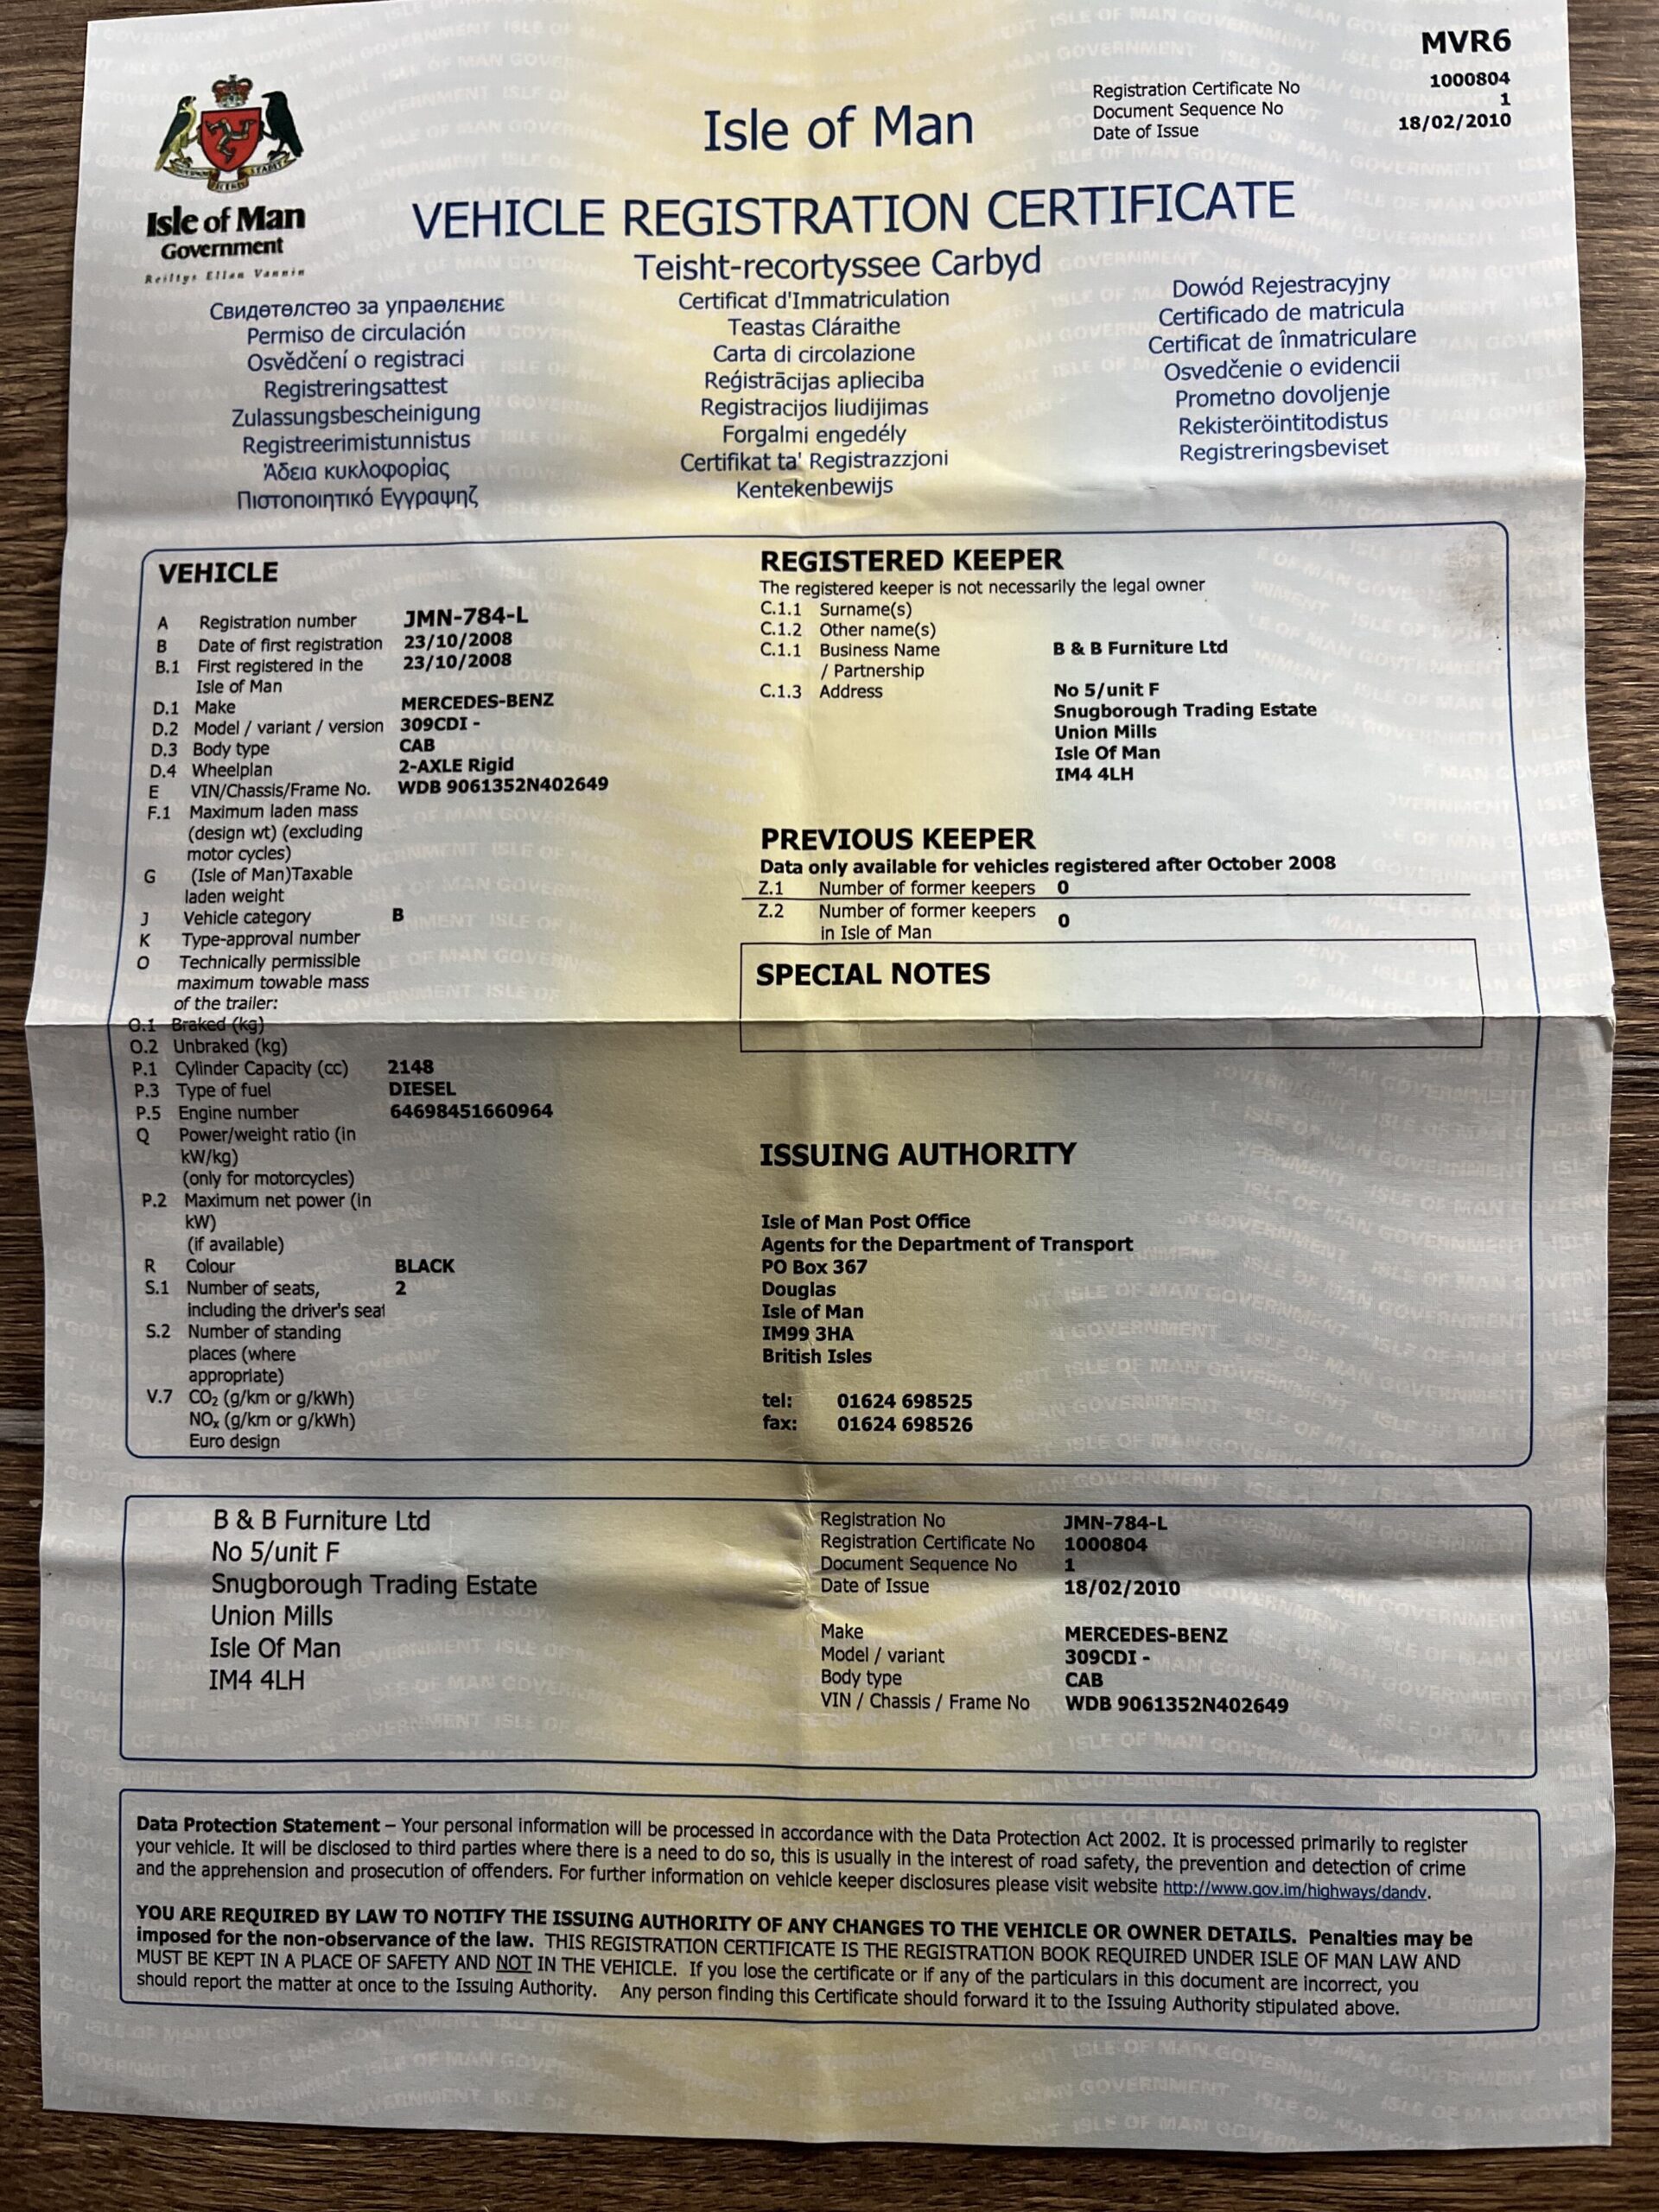 MVR6
Registration Certificate No 1000804
Document Sequence No 1
Date of Issue 18/02/2010
Isle of Man
Government
Reiltys Ellan Vannin
Isle of Man
VEHICLE REGISTRATION CERTIFICATE
Teisht-recortyssee Carbyd
Свидѳтѳлстѳо за управлєниє
Permiso de circulación
Osvědčení o registraci
Registreringsattest
Zulassungsbescheinigung
Registreerimistunnistus
Άδεια κυκλοφορίας
Πιστοποιητικό Εγγραψηζ
Certificat d'Immatriculation
Teastas Cláraithe
Carta di circolazione
Reģistrācijas aplieciba
Registracijos liudijimas
Forgalmi engedély
Certifikat ta' Registrazzjoni
Kentekenbewijs
Dowód Rejestracyjny
Certificado de matricula
Certificat de înmatriculare
Osvedčenie o evidencii
Prometno dovoljenje
Rekisteröintitodistus
Registreringsbeviset
VEHICLE
A Registration number JMN-784-L
B Date of first registration 23/10/2008
B.1 First registered in the 23/10/2008
Isle of Man
D.1 Make MERCEDES-BENZ
D.2 Model / variant / version 309CDI -
D.3 Body type CAB
D.4 Wheelplan 2-AXLE Rigid
E VIN/Chassis/Frame No. WDB 9061352N402649
F.1 Maximum laden mass
(design wt) (excluding
motor cycles)
G (Isle of Man)Taxable
laden weight
J Vehicle category B
K Type-approval number
O Technically permissible
maximum towable mass
of the trailer:
O.1 Braked (kg)
O.2 Unbraked (kg)
P.1 Cylinder Capacity (cc) 2148
P.3 Type of fuel DIESEL
P.5 Engine number 64698451660964
Q Power/weight ratio (in
kW/kg)
(only for motorcycles)
P.2 Maximum net power (in
kW)
(if available)
R Colour BLACK
S.1 Number of seats, 2
including the driver's seat
S.2 Number of standing
places (where
appropriate)
V.7 CO₂ (g/km or g/kWh)
NOₓ (g/km or g/kWh)
Euro design
REGISTERED KEEPER
The registered keeper is not necessarily the legal owner
C.1.1 Surname(s)
C.1.2 Other name(s)
C.1.1 Business Name B & B Furniture Ltd
/ Partnership
C.1.3 Address No 5/unit F
Snugborough Trading Estate
Union Mills
Isle Of Man
IM4 4LH
PREVIOUS KEEPER
Data only available for vehicles registered after October 2008
Z.1 Number of former keepers 0
Z.2 Number of former keepers 0
in Isle of Man
SPECIAL NOTES
ISSUING AUTHORITY
Isle of Man Post Office
Agents for the Department of Transport
PO Box 367
Douglas
Isle of Man
IM99 3HA
British Isles
tel: 01624 698525
fax: 01624 698526
B & B Furniture Ltd
No 5/unit F
Snugborough Trading Estate
Union Mills
Isle Of Man
IM4 4LH
Registration No JMN-784-L
Registration Certificate No 1000804
Document Sequence No 1
Date of Issue 18/02/2010
Make MERCEDES-BENZ
Model / variant 309CDI -
Body type CAB
VIN / Chassis / Frame No WDB 9061352N402649
Data Protection Statement – Your personal information will be processed in accordance with the Data Protection Act 2002. It is processed primarily to register
your vehicle. It will be disclosed to third parties where there is a need to do so, this is usually in the interest of road safety, the prevention and detection of crime
and the apprehension and prosecution of offenders. For further information on vehicle keeper disclosures please visit website http://www.gov.im/highways/dandv.
YOU ARE REQUIRED BY LAW TO NOTIFY THE ISSUING AUTHORITY OF ANY CHANGES TO THE VEHICLE OR OWNER DETAILS. Penalties may be
imposed for the non-observance of the law. THIS REGISTRATION CERTIFICATE IS THE REGISTRATION BOOK REQUIRED UNDER ISLE OF MAN LAW AND
MUST BE KEPT IN A PLACE OF SAFETY AND NOT IN THE VEHICLE. If you lose the certificate or if any of the particulars in this document are incorrect, you
should report the matter at once to the Issuing Authority. Any person finding this Certificate should forward it to the Issuing Authority stipulated above.